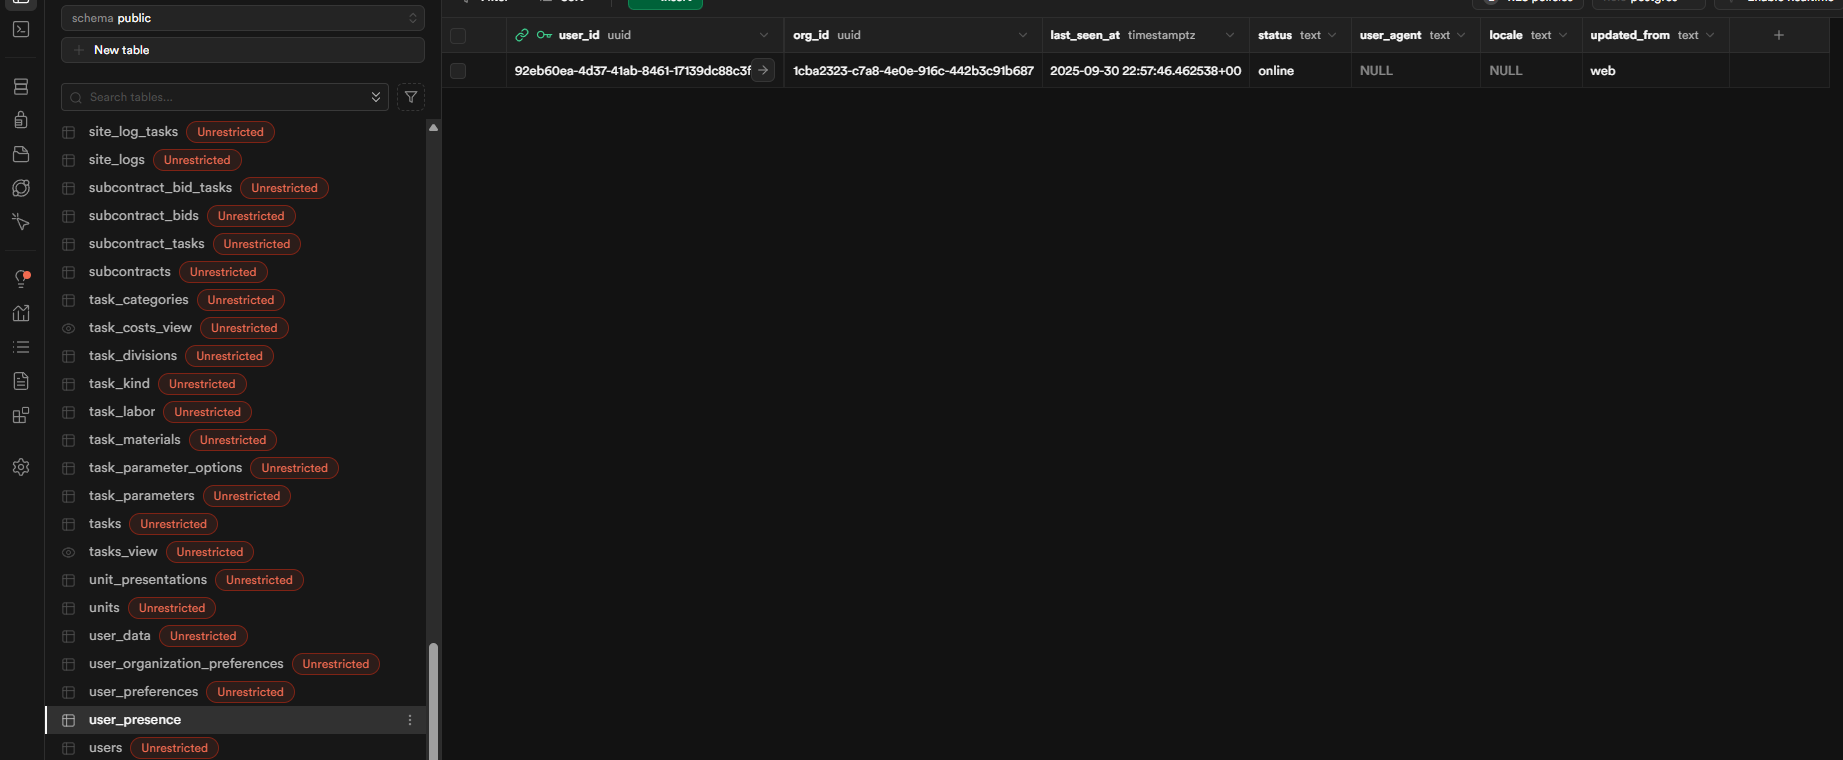 schema public
New table
Search tables...
site_log_tasks Unrestricted
site_logs Unrestricted
subcontract_bid_tasks Unrestricted
subcontract_bids Unrestricted
subcontract_tasks Unrestricted
subcontracts Unrestricted
task_categories Unrestricted
task_costs_view Unrestricted
task_divisions Unrestricted
task_kind Unrestricted
task_labor Unrestricted
task_materials Unrestricted
task_parameter_options Unrestricted
task_parameters Unrestricted
tasks Unrestricted
tasks_view Unrestricted
unit_presentations Unrestricted
units Unrestricted
user_data Unrestricted
user_organization_preferences Unrestricted
user_preferences Unrestricted
user_presence
users Unrestricted
user_id uuid org_id uuid last_seen_at timestamptz status text user_agent text locale text updated_from text
92eb60ea-4d37-41ab-8461-17139dc88c3f 1cba2323-c7a8-4e0e-916c-442b3c91b687 2025-09-30 22:57:46.462538+00 online NULL NULL web